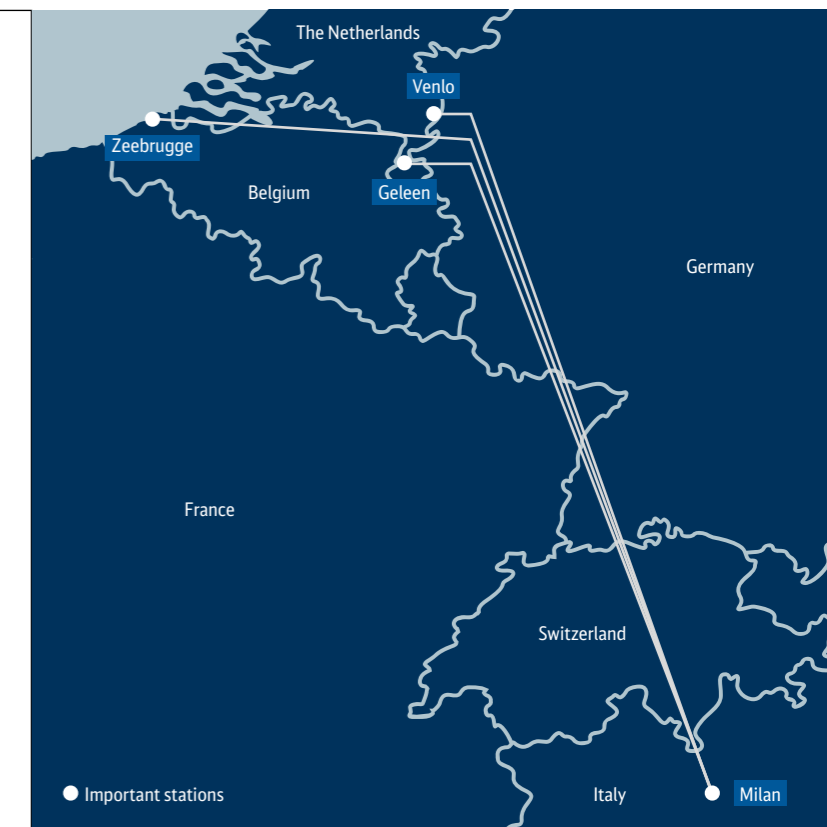 The Netherlands
Venlo
Zeebrugge
Belgium
Geleen
Germany
France
Switzerland
Important stations
Italy
Milan